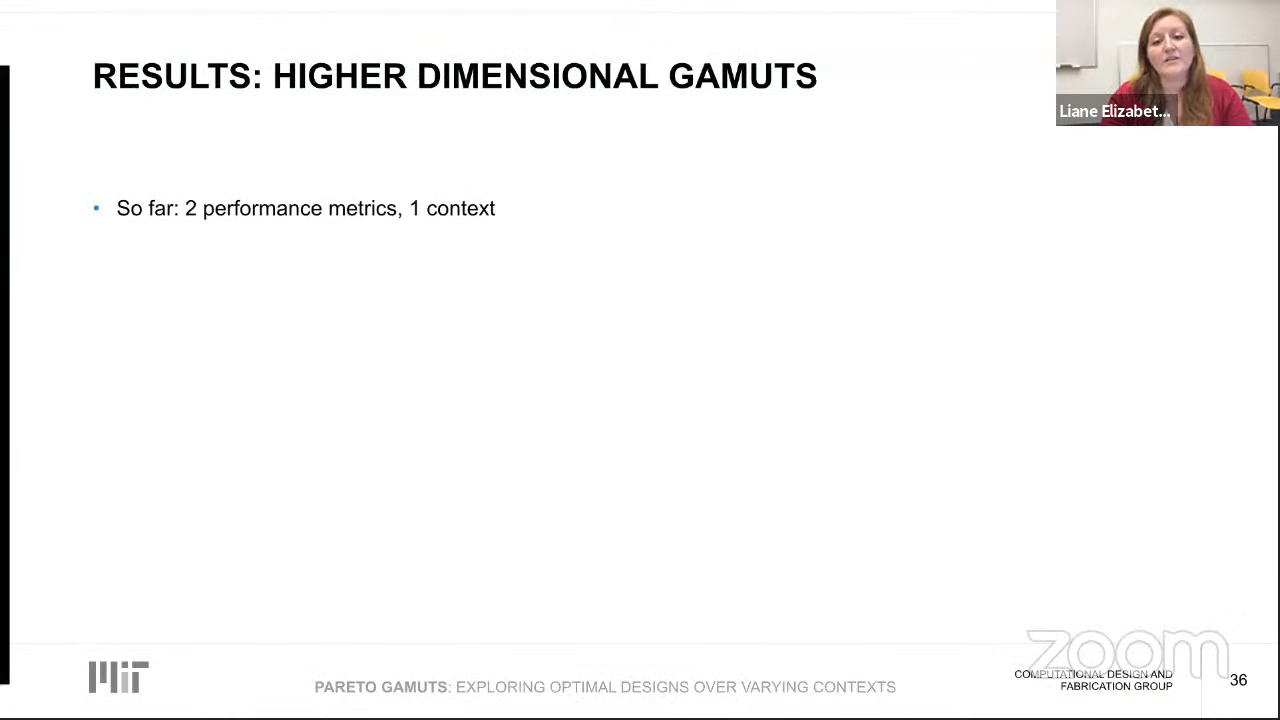 RESULTS: HIGHER DIMENSIONAL GAMUTS
Liane Elizabet...
• So far: 2 performance metrics, 1 context
MIT
PARETO GAMUTS: EXPLORING OPTIMAL DESIGNS OVER VARYING CONTEXTS
zoom
COMPUTATIONAL DESIGN AND
FABRICATION GROUP
36